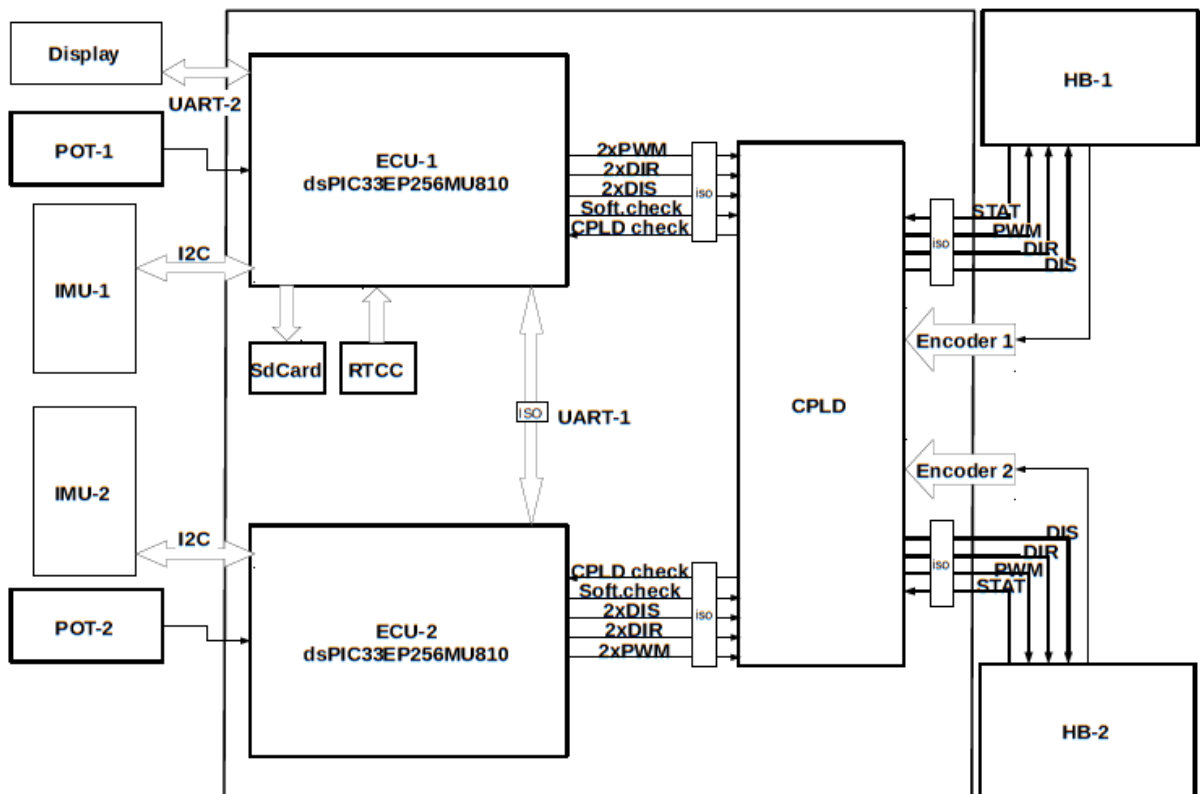 Display
UART-2
POT-1
ECU-1
dsPIC33EP256MU810
IMU-1
I2C
SdCard
RTCC
2xPWM
2xDIR
2xDIS
Soft.check
CPLD check
iso
HB-1
STAT
PWM
DIR
DIS
iso
Encoder 1
CPLD
ISO
UART-1
Encoder 2
IMU-2
I2C
POT-2
ECU-2
dsPIC33EP256MU810
CPLD check
Soft.check
2xDIS
2xDIR
2xPWM
iso
iso
DIS
DIR
PWM
STAT
HB-2